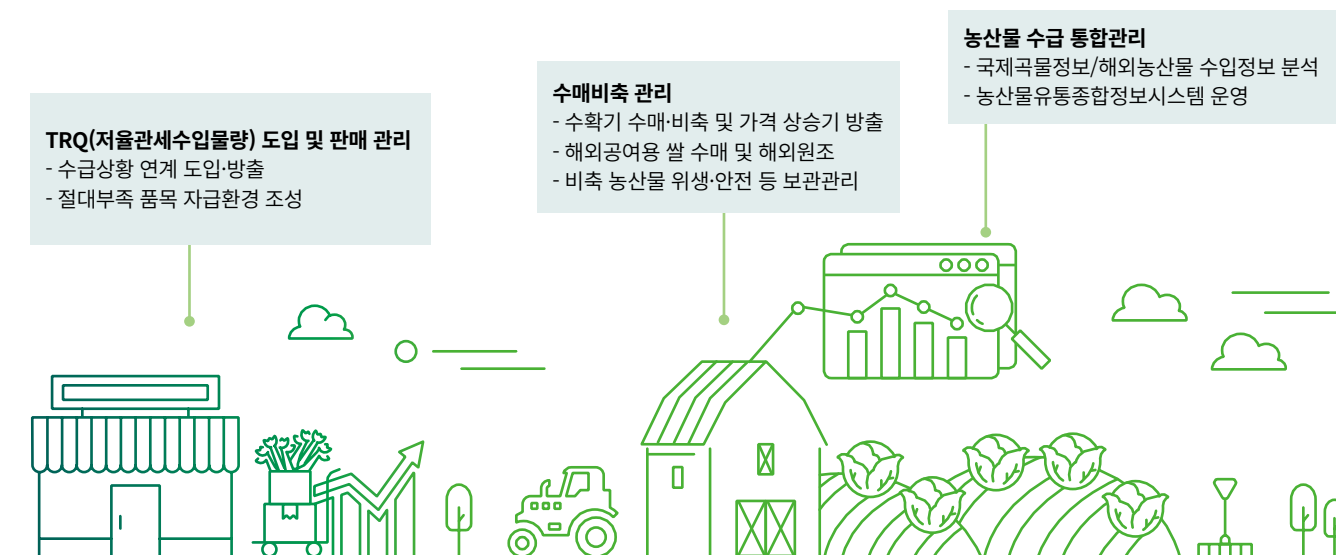 TRQ(저율관세수입물량) 도입 및 판매 관리
- 수급상황 연계 도입·방출
- 절대부족 품목 자급환경 조성
수매비축 관리
- 수확기 수매·비축 및 가격 상승기 방출
- 해외공여용 쌀 수매 및 해외원조
- 비축 농산물 위생·안전 등 보관관리
농산물 수급 통합관리
- 국제곡물정보/해외농산물 수입정보 분석
- 농산물유통종합정보시스템 운영